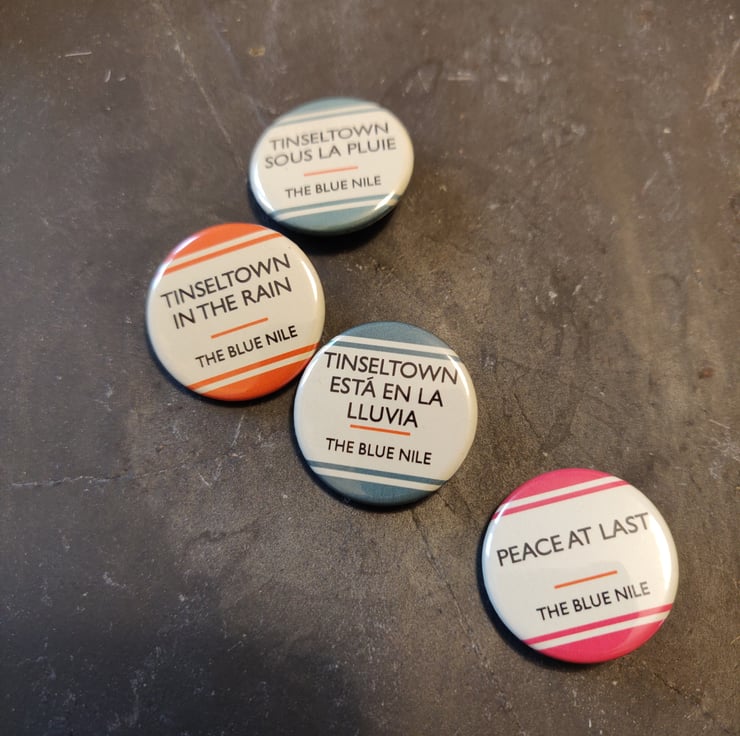 TINSELTOWN
SOUS LA PLUIE
THE BLUE NILE
TINSELTOWN
IN THE RAIN
THE BLUE NILE
TINSELTOWN
ESTÁ EN LA
LLUVIA
THE BLUE NILE
PEACE AT LAST
THE BLUE NILE